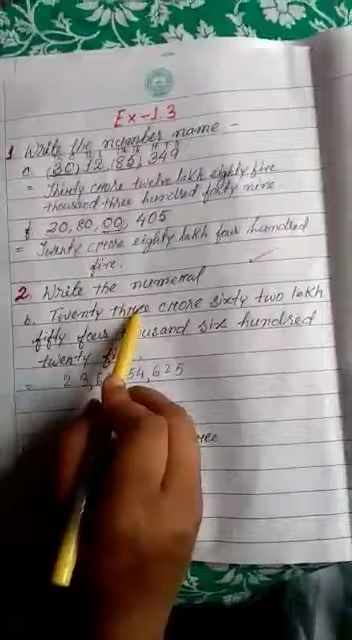 Ex-1.3
1 Write the number name -
a. 30, 12, 185, 349
= Thirty crore twelve lakh eighty five
thousand three hundred forty nine.
f. 20, 80, 00, 405
= Twenty crore eighty lakh four hundred
five.
2. Write the numeral
b. Twenty three crore sixty two lakh
fifty four thousand six hundred
twenty
= 23, 54,625